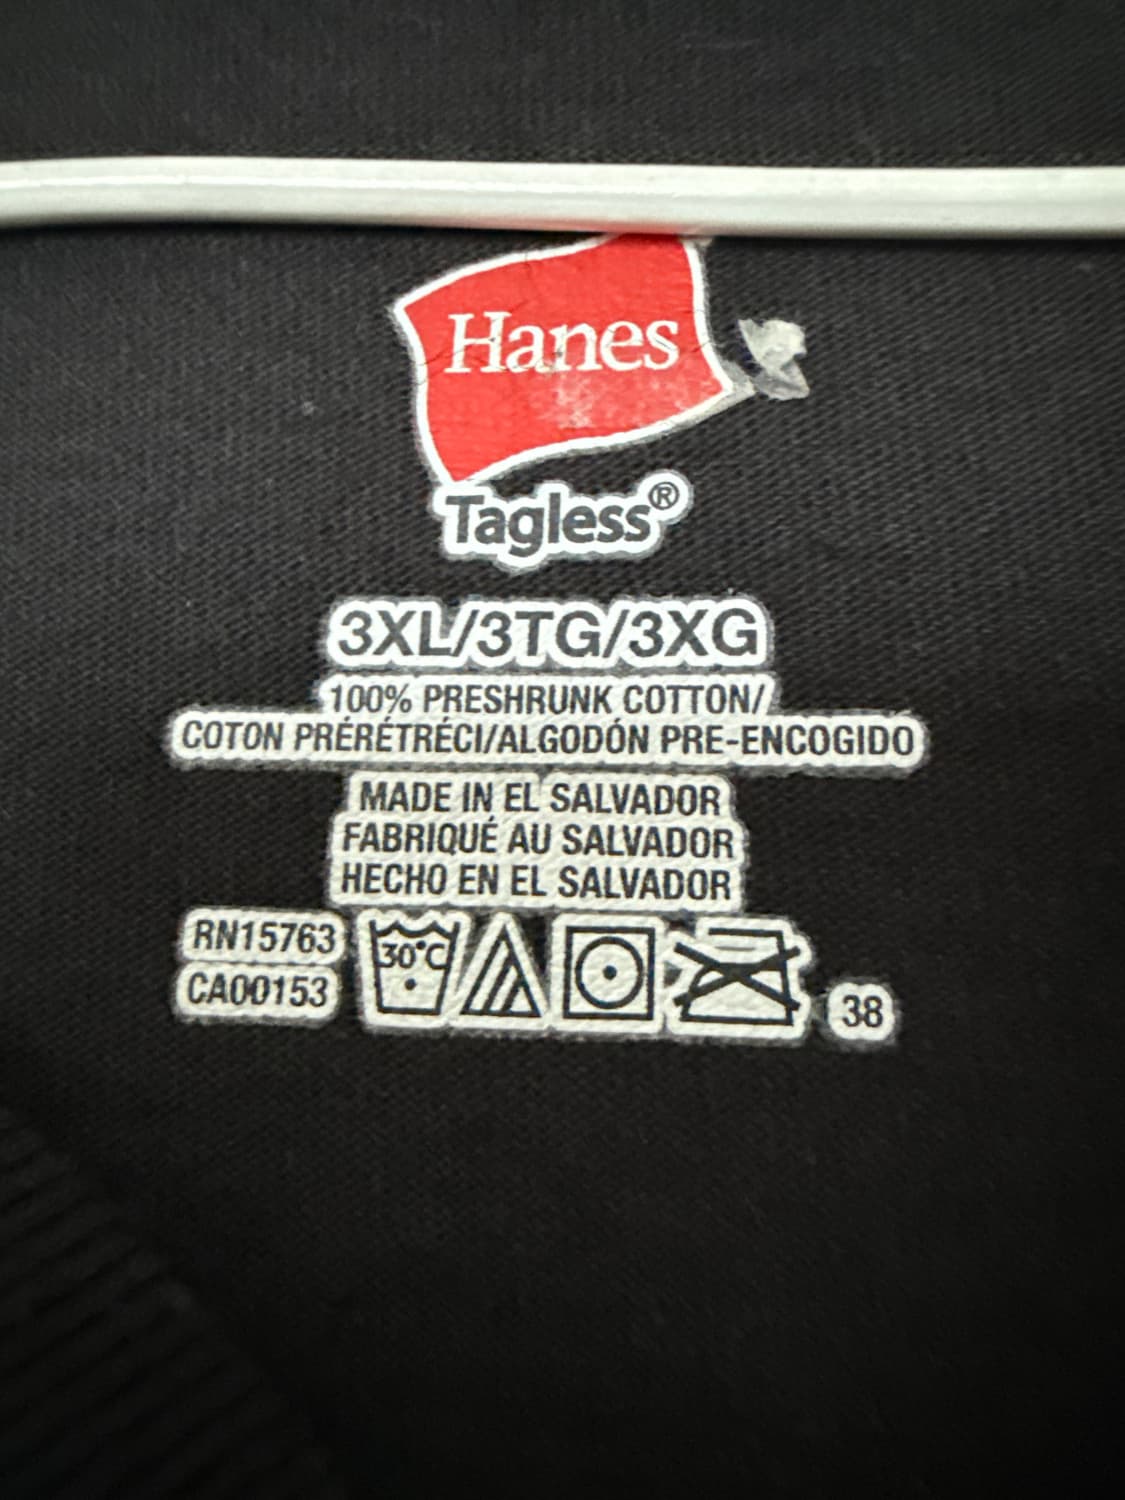 Hanes
Tagless®
3XL/3TG/3XG
100% PRESHRUNK COTTON/
COTON PRÉRÉTRÉCI/ALGODÓN PRE-ENCOGIDO
MADE IN EL SALVADOR
FABRIQUÉ AU SALVADOR
HECHO EN EL SALVADOR
RN15763
CA00153
30°C
38